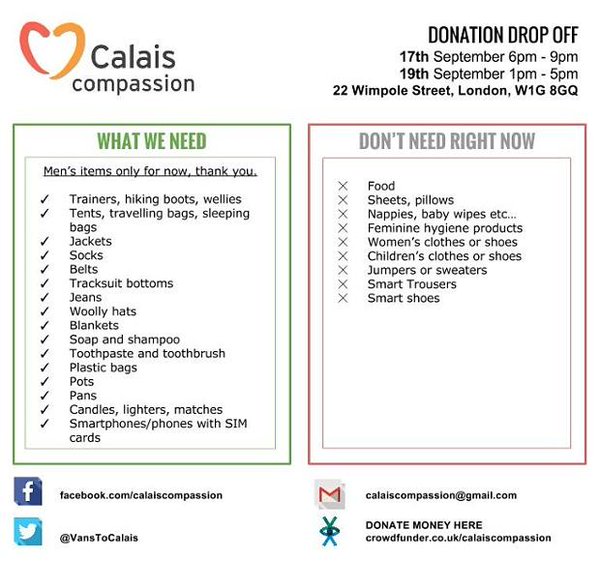 Calais
compassion
DONATION DROP OFF
17th September 6pm - 9pm
19th September 1pm - 5pm
22 Wimpole Street, London, W1G 8GQ
WHAT WE NEED
Men's items only for now, thank you.
✓ Trainers, hiking boots, wellies
✓ Tents, travelling bags, sleeping
bags
✓ Jackets
✓ Socks
✓ Belts
✓ Tracksuit bottoms
✓ Jeans
✓ Woolly hats
✓ Blankets
✓ Soap and shampoo
✓ Toothpaste and toothbrush
✓ Plastic bags
✓ Pots
✓ Pans
✓ Candles, lighters, matches
✓ Smartphones/phones with SIM
cards
DON'T NEED RIGHT NOW
✕ Food
✕ Sheets, pillows
✕ Nappies, baby wipes etc…
✕ Feminine hygiene products
✕ Women's clothes or shoes
✕ Children's clothes or shoes
✕ Jumpers or sweaters
✕ Smart Trousers
✕ Smart shoes
facebook.com/calaiscompassion
@VansToCalais
calaiscompassion@gmail.com
DONATE MONEY HERE
crowdfunder.co.uk/calaiscompassion